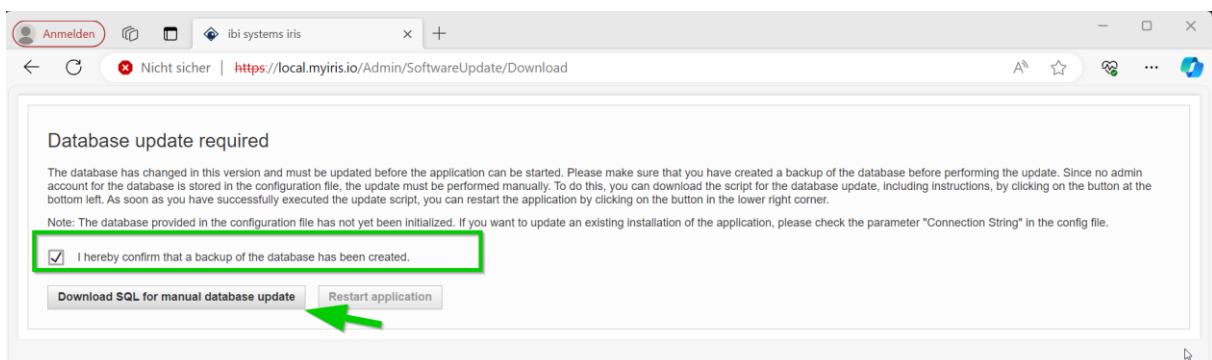 Anmelden
ibi systems iris
Nicht sicher | https://local.myiris.io/Admin/SoftwareUpdate/Download
Database update required
The database has changed in this version and must be updated before the application can be started. Please make sure that you have created a backup of the database before performing the update. Since no admin
account for the database is stored in the configuration file, the update must be performed manually. To do this, you can download the script for the database update, including instructions, by clicking on the button at the
bottom left. As soon as you have successfully executed the update script, you can restart the application by clicking on the button in the lower right corner.
Note: The database provided in the configuration file has not yet been initialized. If you want to update an existing installation of the application, please check the parameter "Connection String" in the config file.
I hereby confirm that a backup of the database has been created.
Download SQL for manual database update Restart application